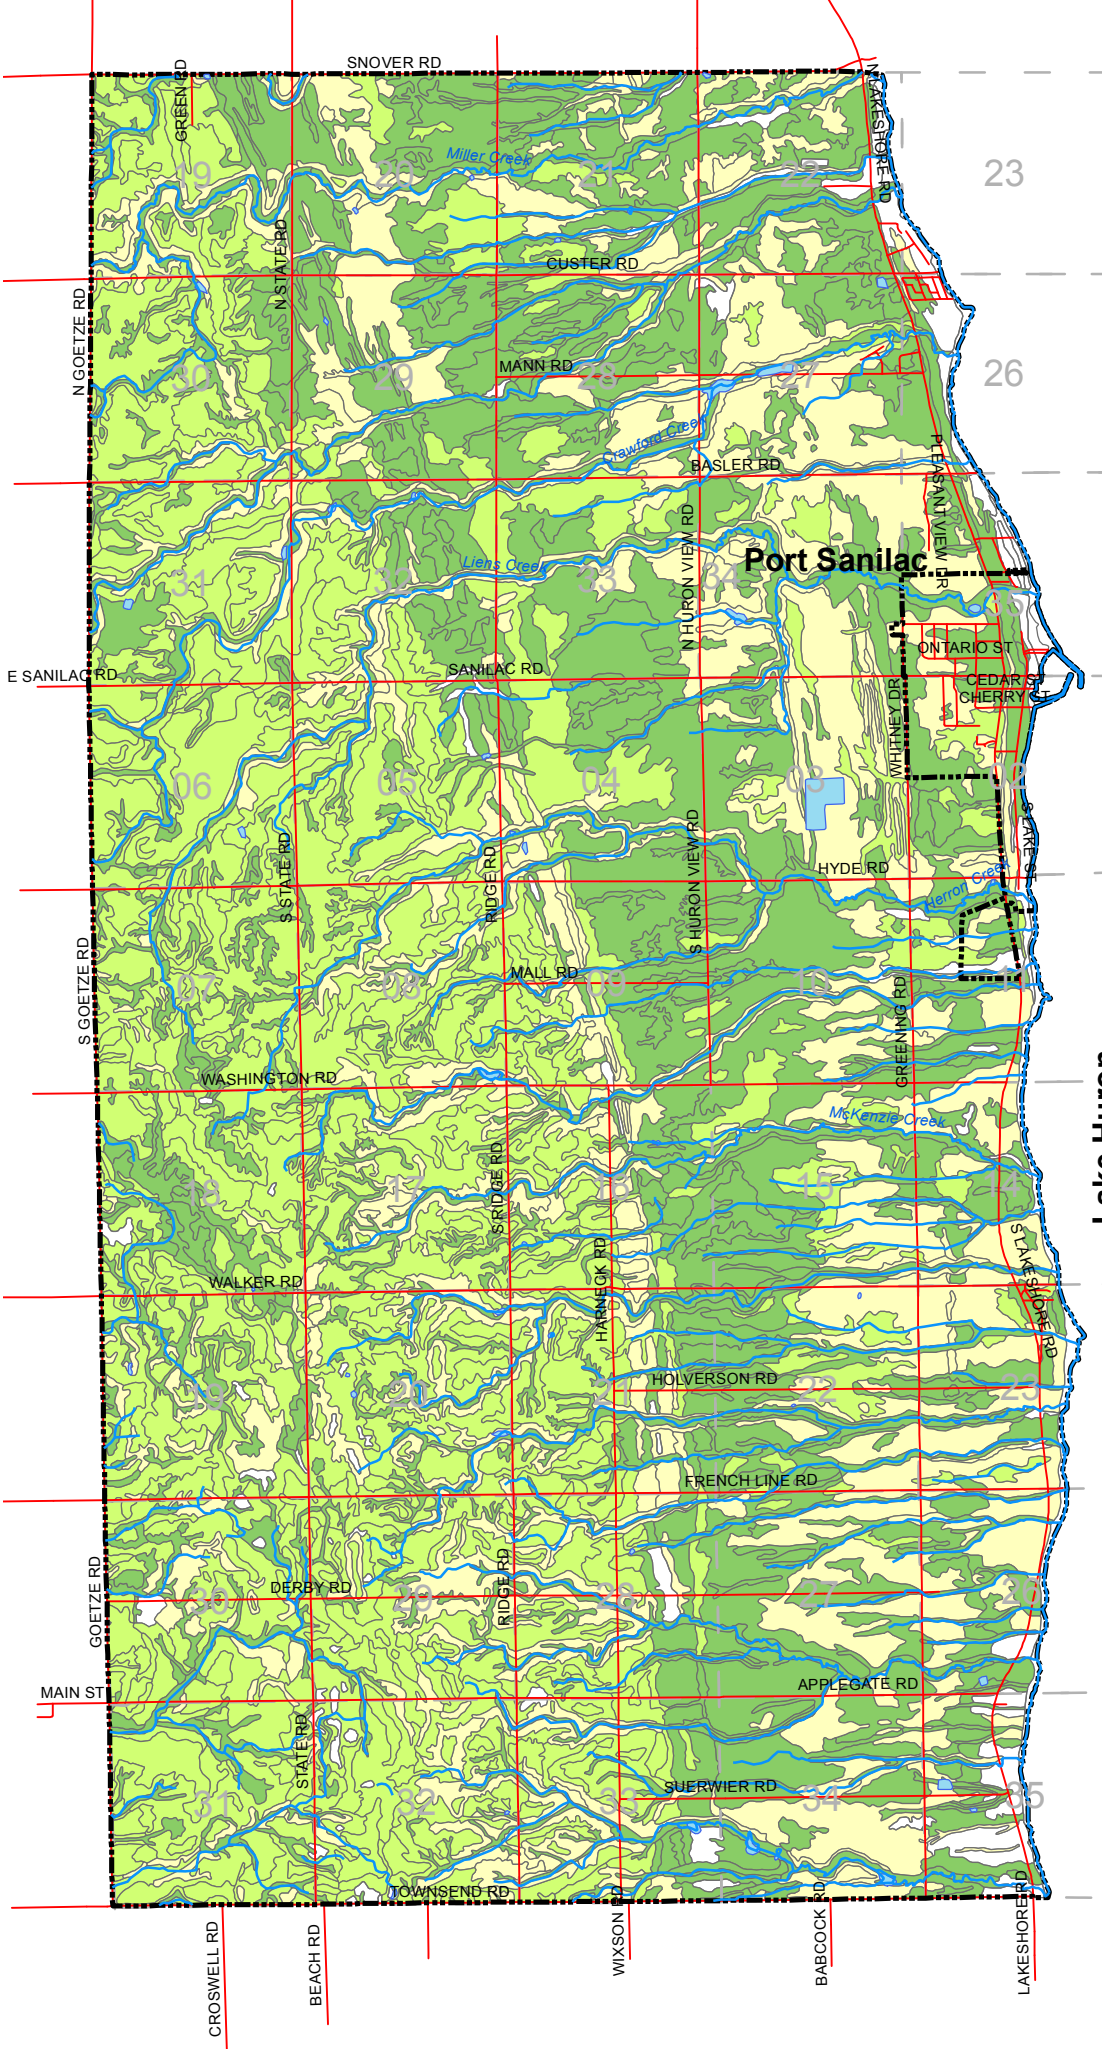 SNOVER RD
GREEN RD
N LAKESHORE RD
Miller Creek
19
20
21
22
23
N STATE RD
CUSTER RD
N GOETZE RD
MANN RD
30
29
28
27
26
Crawford Creek
BASLER RD
PLEASANT VIEW DR
N HURON VIEW RD
Port Sanilac
Liens Creek
31
32
33
34
35
ONTARIO ST
E SANILAC RD
SANILAC RD
CEDAR ST
CHERRY ST
WHITNEY DR
06
05
04
03
02
S LAKE ST
S STATE RD
RIDGE RD
S HURON VIEW RD
HYDE RD
Herron Creek
S GOETZE RD
MALL RD
07
08
09
10
11
GREENING RD
WASHINGTON RD
Lake Huron
McKenzie Creek
S RIDGE RD
18
17
16
15
14
S LAKESHORE RD
WALKER RD
HARNECK RD
HOLVERSON RD
19
20
21
22
23
FRENCH LINE RD
GOETZE RD
RIDGE RD
DERBY RD
30
29
28
27
26
MAIN ST
APPLEGATE RD
STATE RD
SUERWIER RD
31
32
33
34
35
TOWNSEND RD
CROSWELL RD
BEACH RD
WIXSON RD
BABCOCK RD
LAKESHORE RD